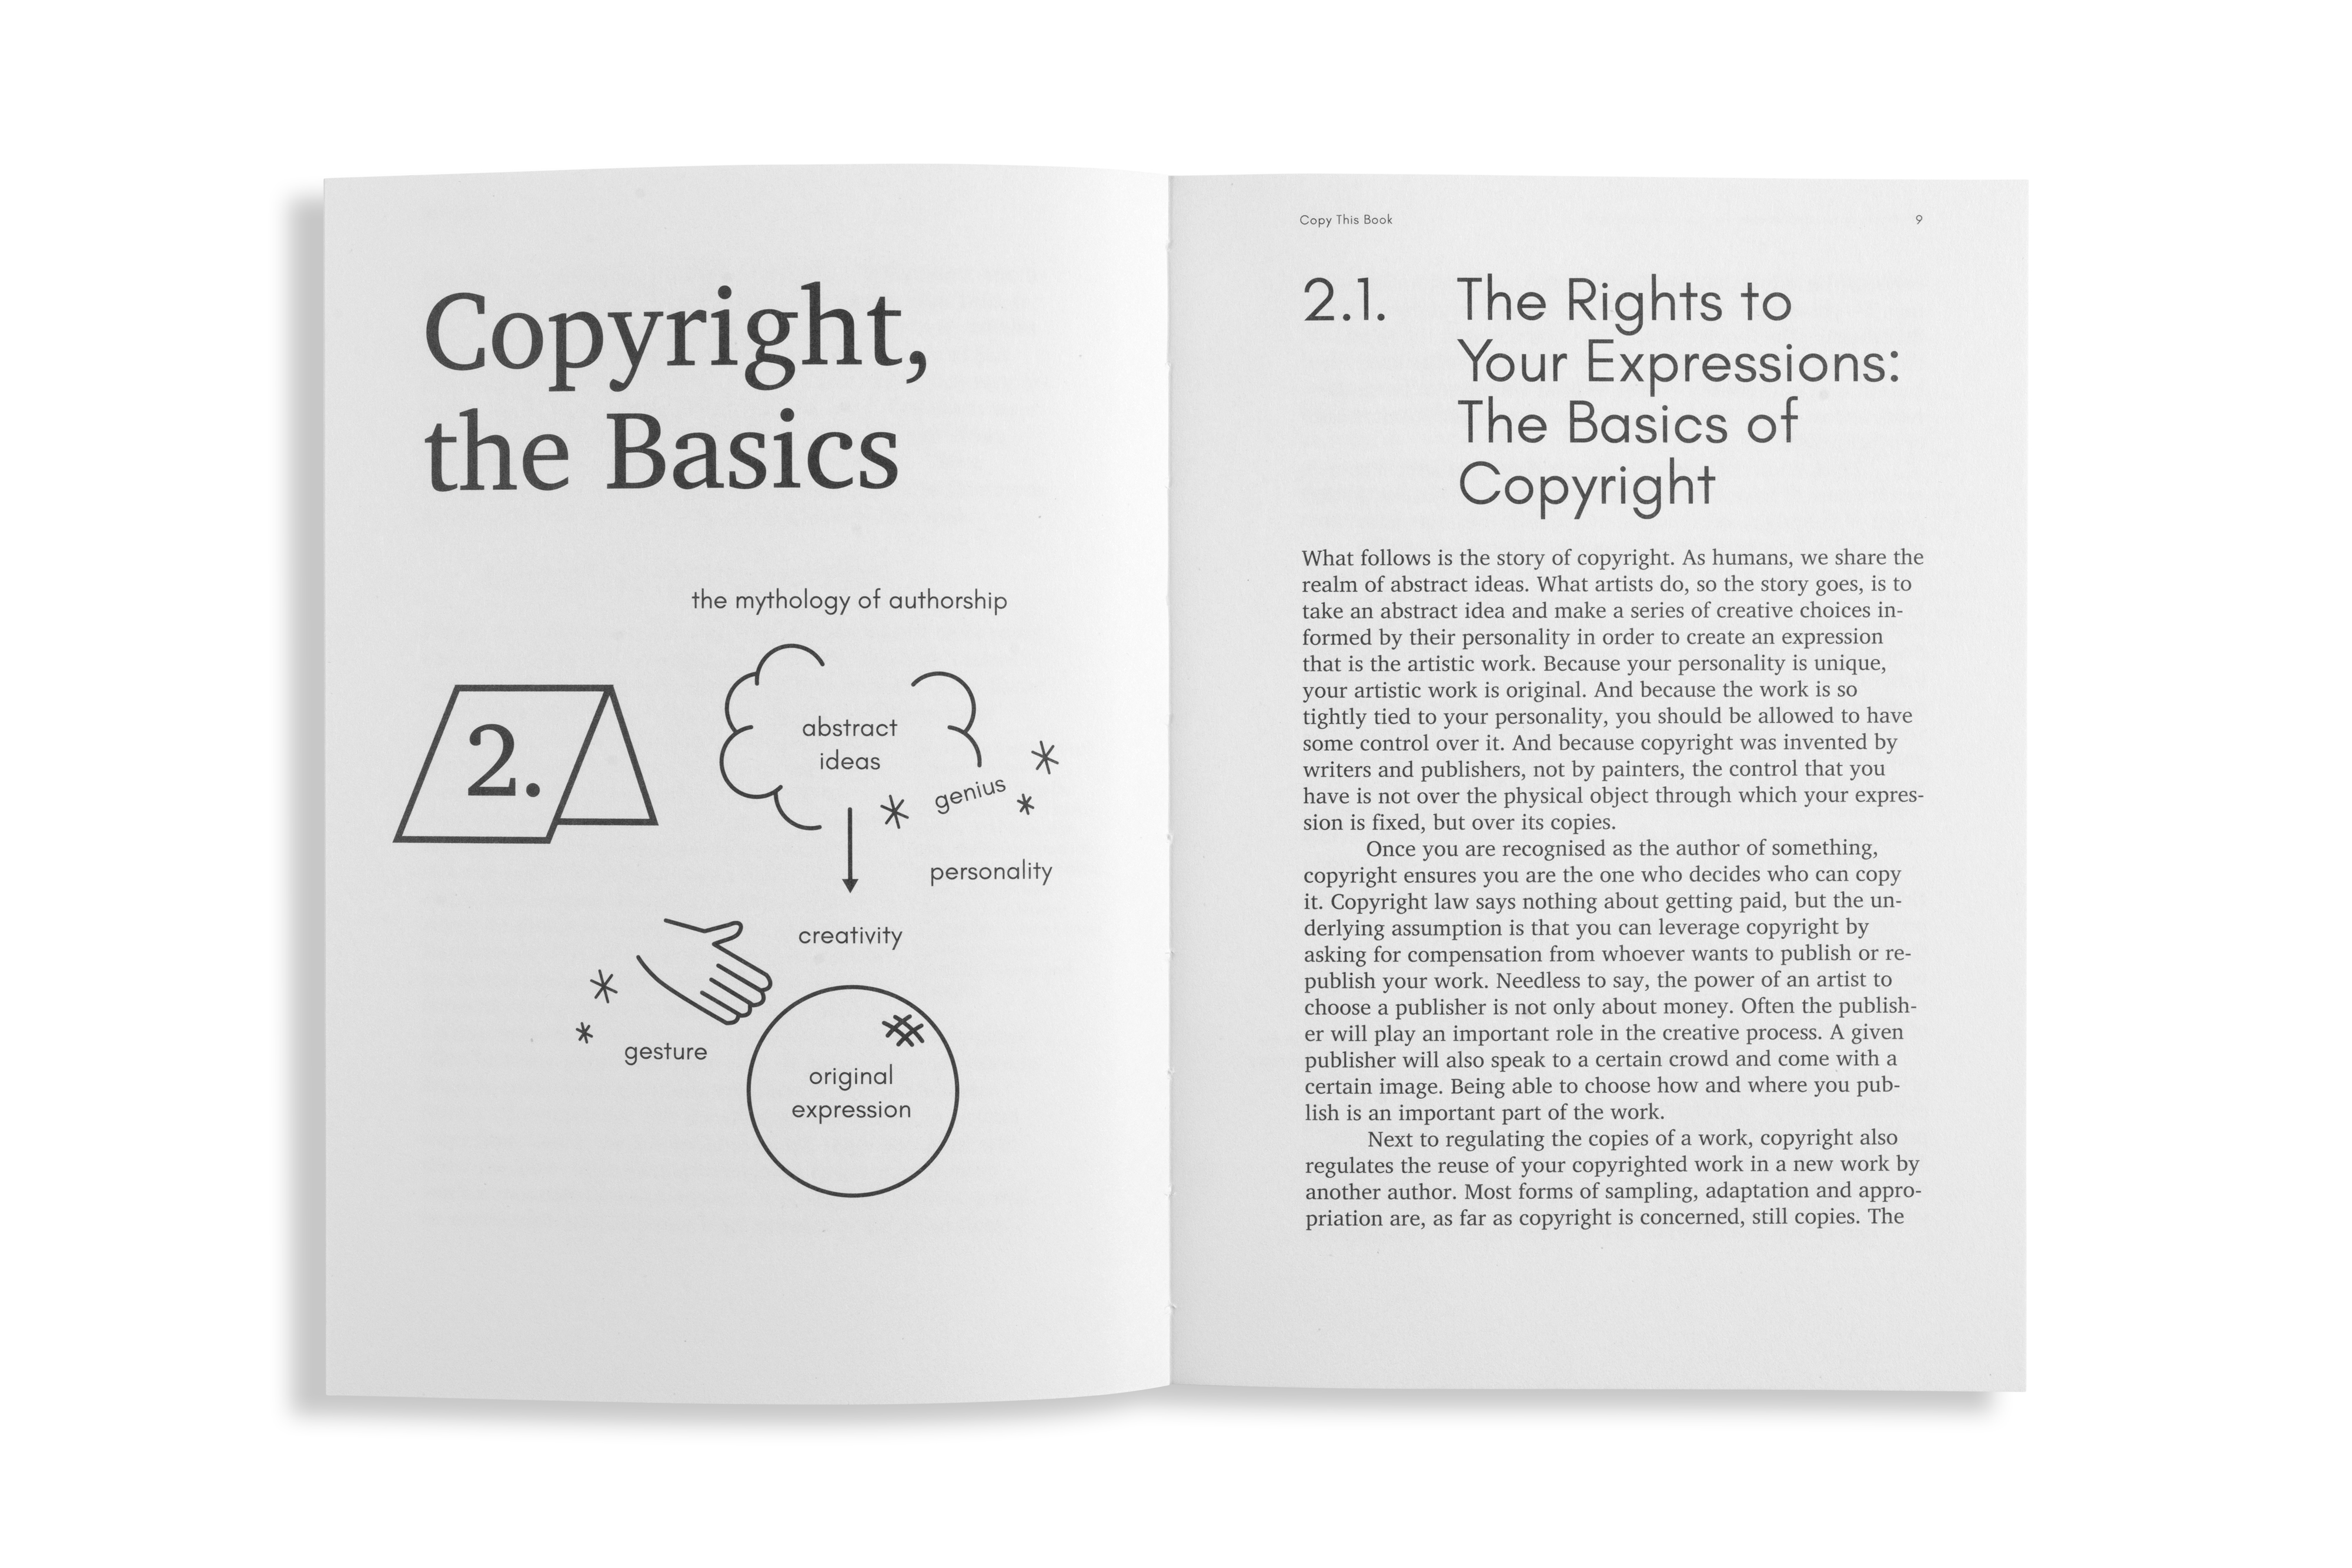 Copyright,
the Basics
the mythology of authorship
2.
abstract
ideas
genius
personality
creativity
gesture
original
expression
Copy This Book
9
2.1.
The Rights to
Your Expressions:
The Basics of
Copyright
What follows is the story of copyright. As humans, we share the
realm of abstract ideas. What artists do, so the story goes, is to
take an abstract idea and make a series of creative choices in-
formed by their personality in order to create an expression
that is the artistic work. Because your personality is unique,
your artistic work is original. And because the work is so
tightly tied to your personality, you should be allowed to have
some control over it. And because copyright was invented by
writers and publishers, not by painters, the control that you
have is not over the physical object through which your expres-
sion is fixed, but over its copies.
Once you are recognised as the author of something,
copyright ensures you are the one who decides who can copy
it. Copyright law says nothing about getting paid, but the un-
derlying assumption is that you can leverage copyright by
asking for compensation from whoever wants to publish or re-
publish your work. Needless to say, the power of an artist to
choose a publisher is not only about money. Often the publish-
er will play an important role in the creative process. A given
publisher will also speak to a certain crowd and come with a
certain image. Being able to choose how and where you pub-
lish is an important part of the work.
Next to regulating the copies of a work, copyright also
regulates the reuse of your copyrighted work in a new work by
another author. Most forms of sampling, adaptation and appro-
priation are, as far as copyright is concerned, still copies. The